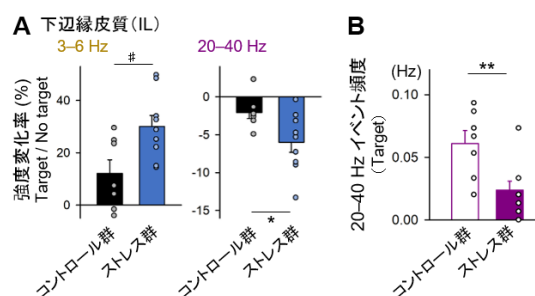 A 下辺縁皮質（IL）
3–6 Hz
20–40 Hz
強度変化率 (%)
Target / No target
#
40
20
0
コントロール群
ストレス群
0
-5
-10
-15
*
コントロール群
ストレス群
B
(Hz)
**
20–40 Hz イベント頻度
（Target）
0.10
0.05
0.00
コントロール群
ストレス群